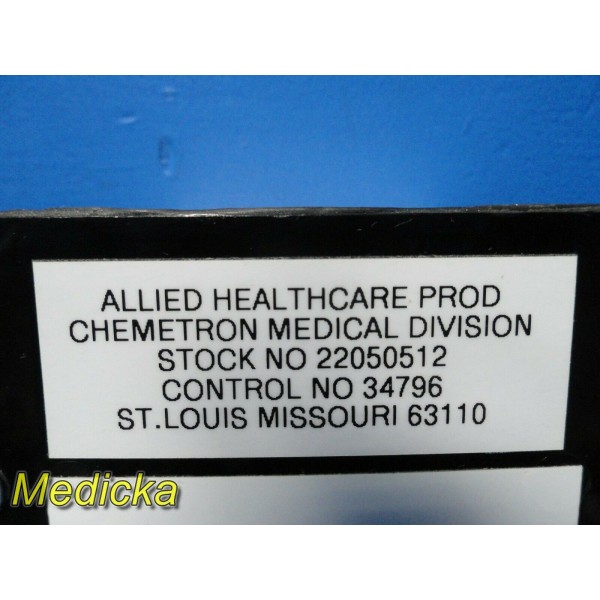 ALLIED HEALTHCARE PROD
CHEMETRON MEDICAL DIVISION
STOCK NO 22050512
CONTROL NO 34796
ST.LOUIS MISSOURI 63110
Medicka